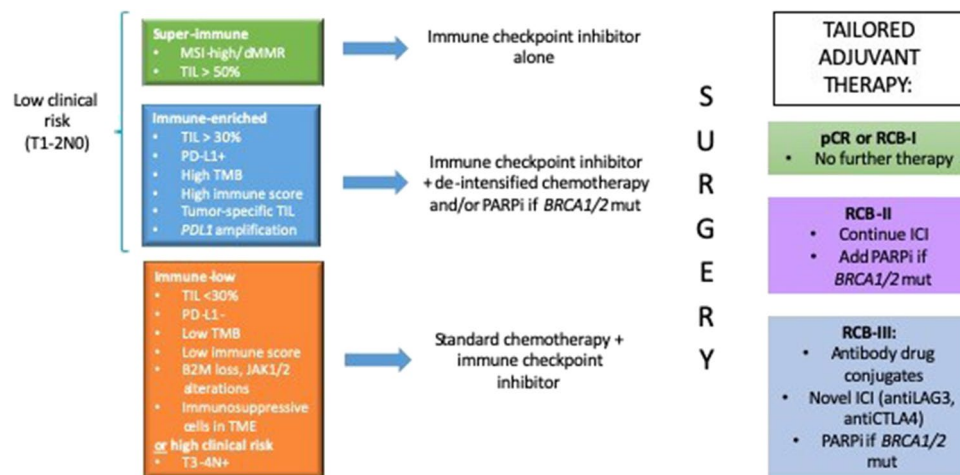 Low clinical
risk
(T1-2N0)
Super-immune
• MSI-high/dMMR
• TIL > 50%
Immune checkpoint inhibitor
alone
Immune-enriched
• TIL > 30%
• PD-L1+
• High TMB
• High immune score
• Tumor-specific TIL
• PDL1 amplification
Immune checkpoint inhibitor
+ de-intensified chemotherapy
and/or PARPi if BRCA1/2 mut
Immune-low
• TIL <30%
• PD-L1-
• Low TMB
• Low immune score
• B2M loss, JAK1/2
alterations
• Immunosuppressive
cells in TME
or high clinical risk
• T3-4N+
Standard chemotherapy +
immune checkpoint
inhibitor
S
U
R
G
E
R
Y
TAILORED
ADJUVANT
THERAPY:
pCR or RCB-I
• No further therapy
RCB-II
• Continue ICI
• Add PARPi if
BRCA1/2 mut
RCB-III:
• Antibody drug
conjugates
• Novel ICI (antiLAG3,
antiCTLA4)
• PARPi if BRCA1/2
mut